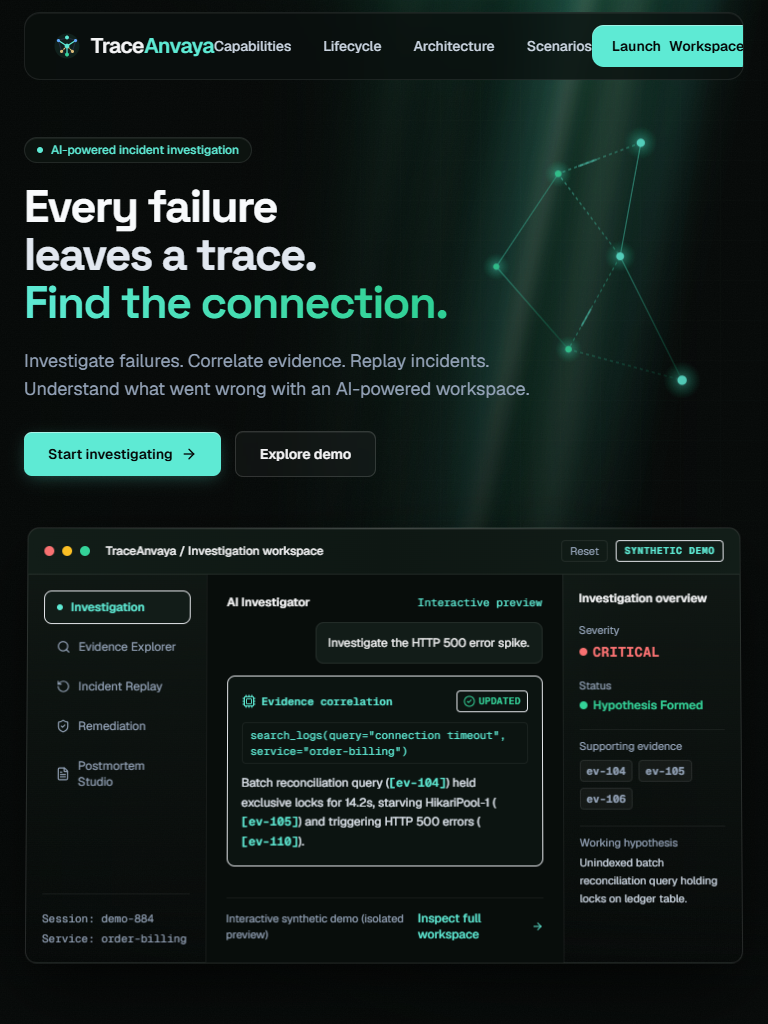 TraceAnvaya
Capabilities
Lifecycle
Architecture
Scenarios
Launch Workspace
AI-powered incident investigation
Every failure
leaves a trace.
Find the connection.
Investigate failures. Correlate evidence. Replay incidents.
Understand what went wrong with an AI-powered workspace.
Start investigating →
Explore demo
TraceAnvaya / Investigation workspace
Reset
SYNTHETIC DEMO
Investigation
Evidence Explorer
Incident Replay
Remediation
Postmortem
Studio
Session: demo-884
Service: order-billing
AI Investigator
Interactive preview
Investigate the HTTP 500 error spike.
Evidence correlation
UPDATED
search_logs(query="connection timeout",
service="order-billing")
Batch reconciliation query ([ev-104]) held
exclusive locks for 14.2s, starving HikariPool-1 (
[ev-105]) and triggering HTTP 500 errors (
[ev-110]).
Interactive synthetic demo (isolated
preview)
Inspect full
workspace →
Investigation overview
Severity
CRITICAL
Status
Hypothesis Formed
Supporting evidence
ev-104
ev-105
ev-106
Working hypothesis
Unindexed batch
reconciliation query holding
locks on ledger table.